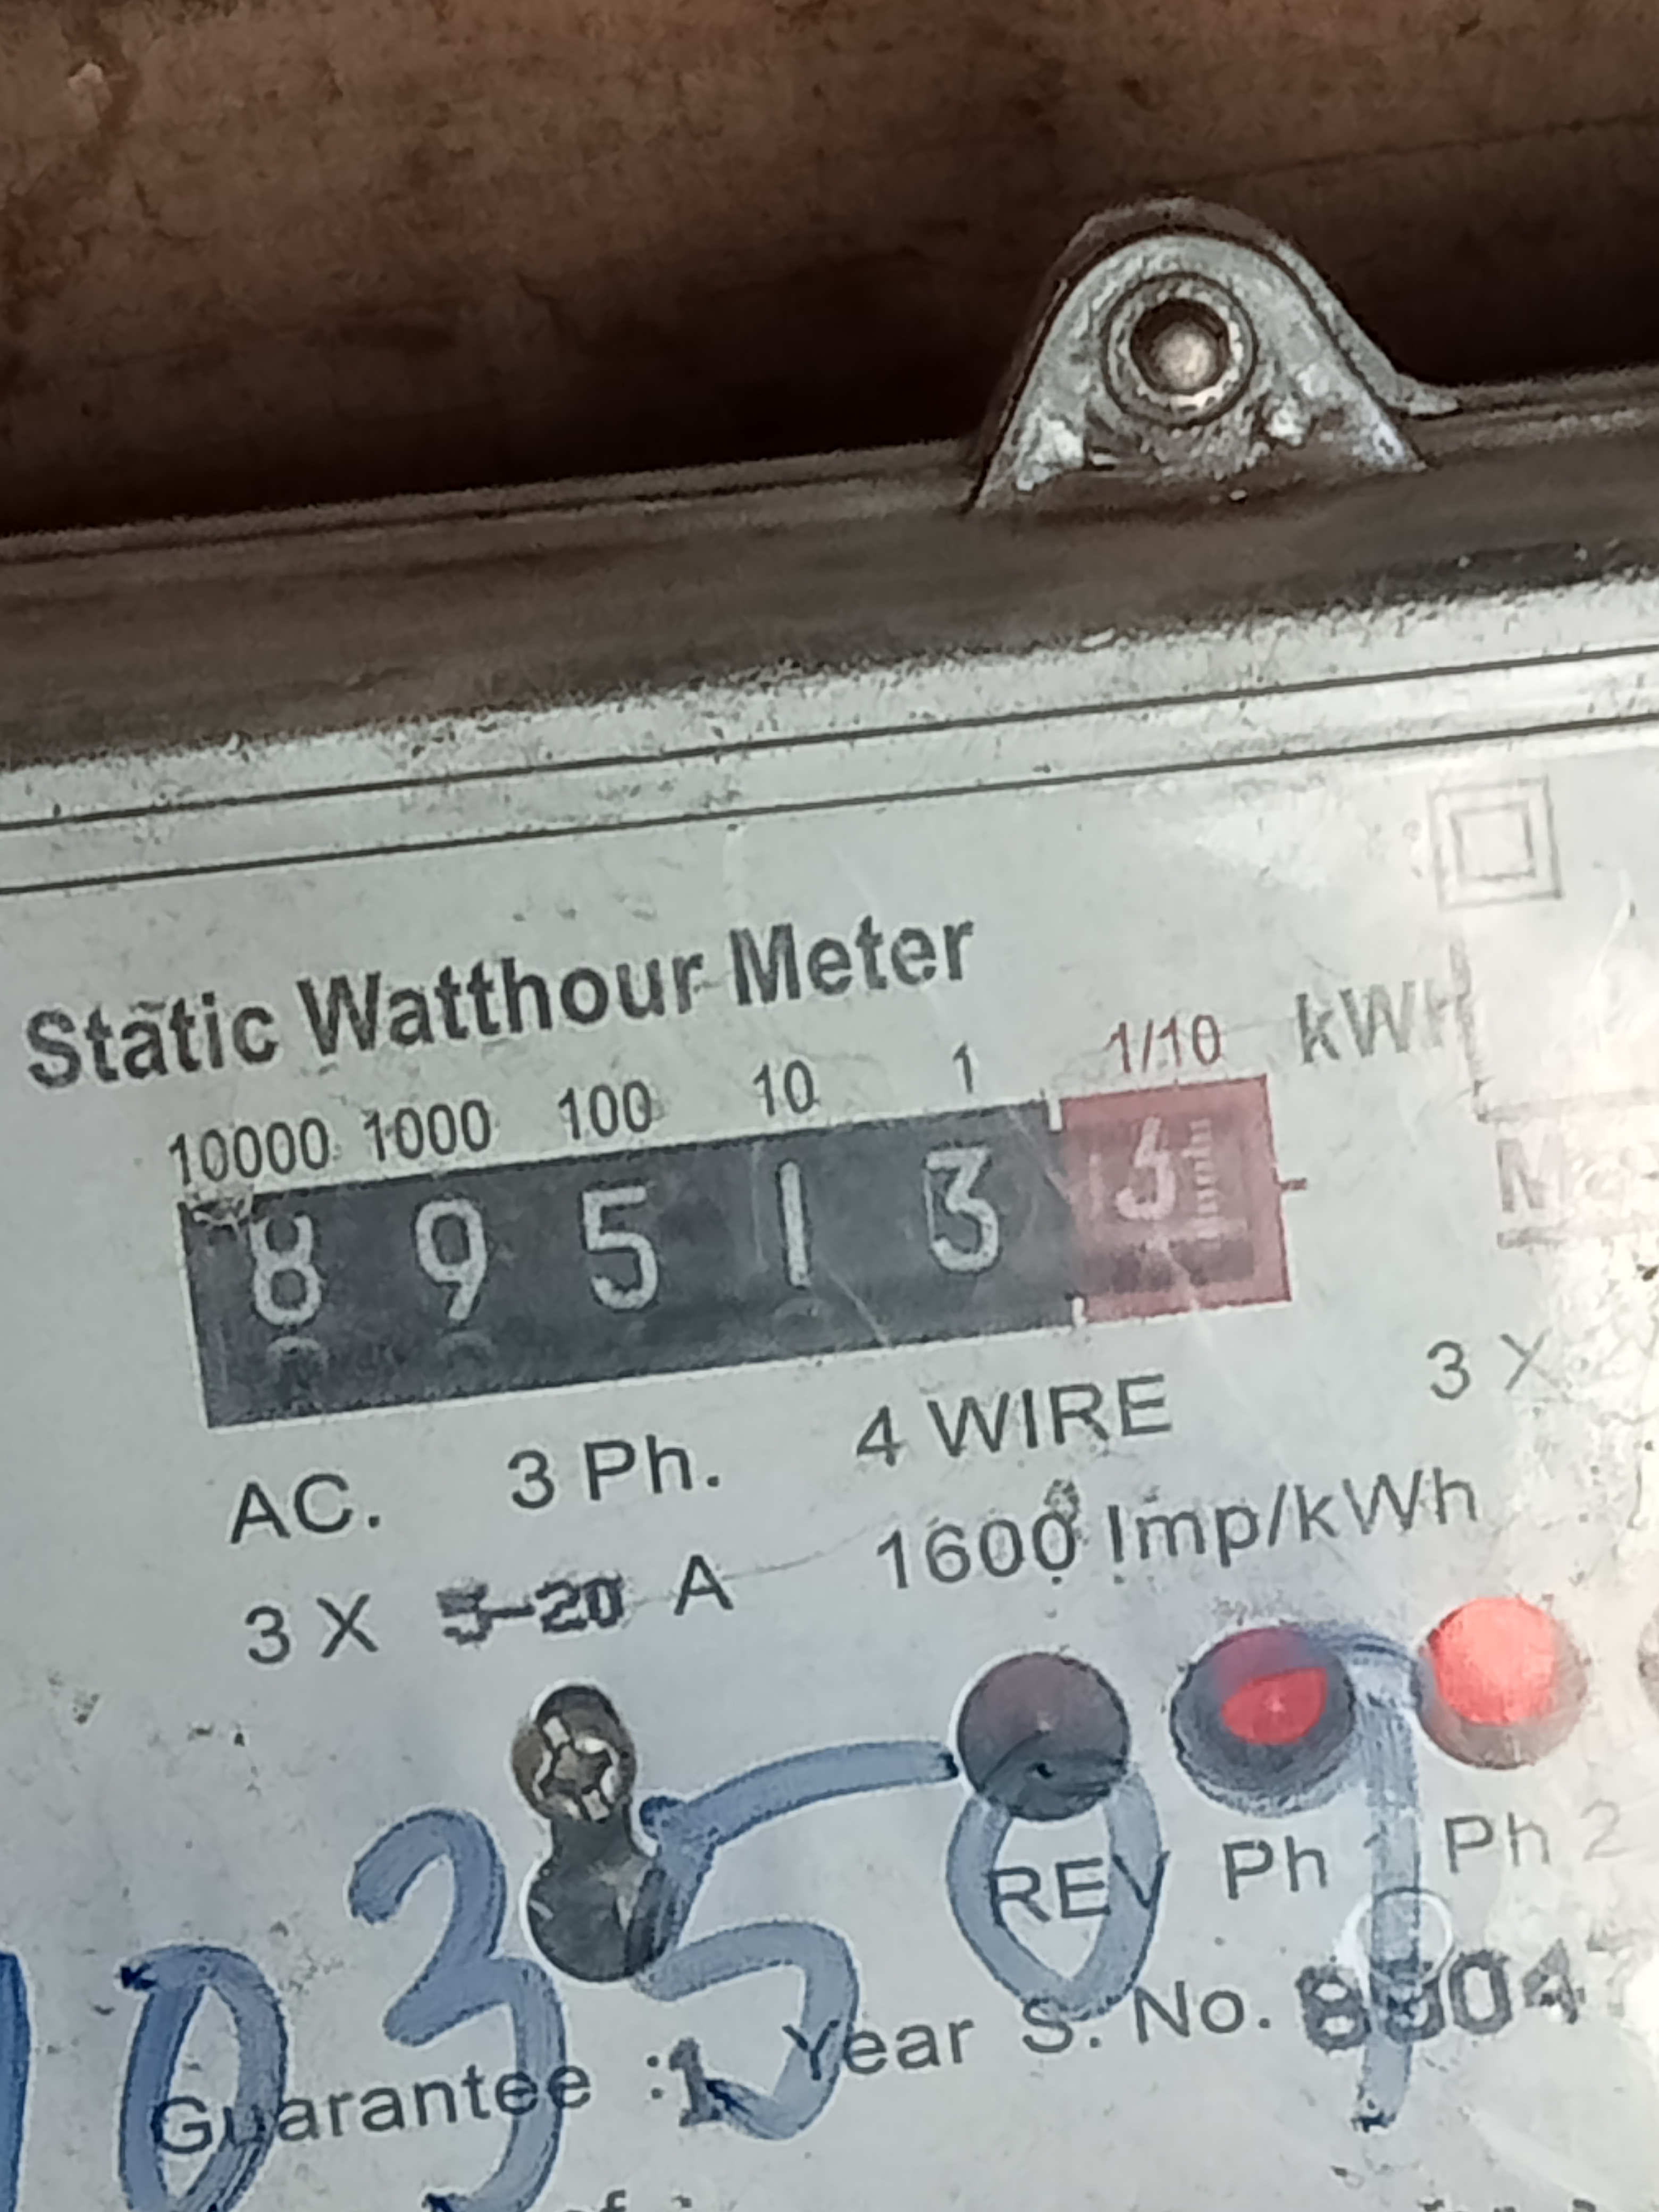 Static Watthour Meter
10000 1000 100 10 1 1/10 kWH
8 9 5 1 3
AC. 3 Ph. 4 WIRE 3 X
3 X 5-20 A 1600 Imp/kWh
REV Ph Ph 2
10350
Guarantee : 1 Year S. No.